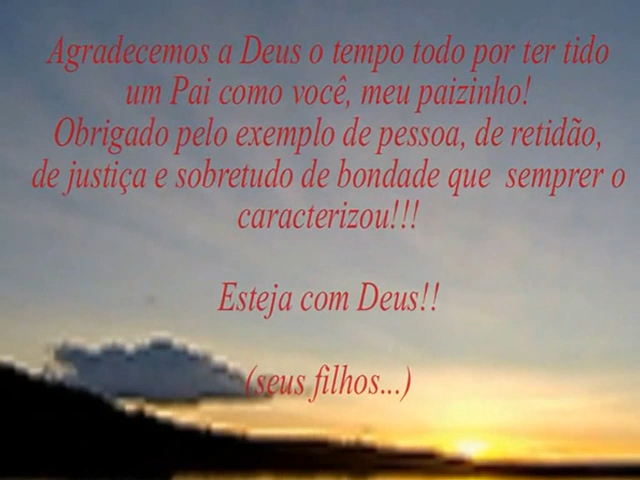 Agradecemos a Deus o tempo todo por ter tido
um Pai como você, meu paizinho!
Obrigado pelo exemplo de pessoa, de retidão,
de justiça e sobretudo de bondade que semprer o
caracterizou!!!
Esteja com Deus!!
(seus filhos...)